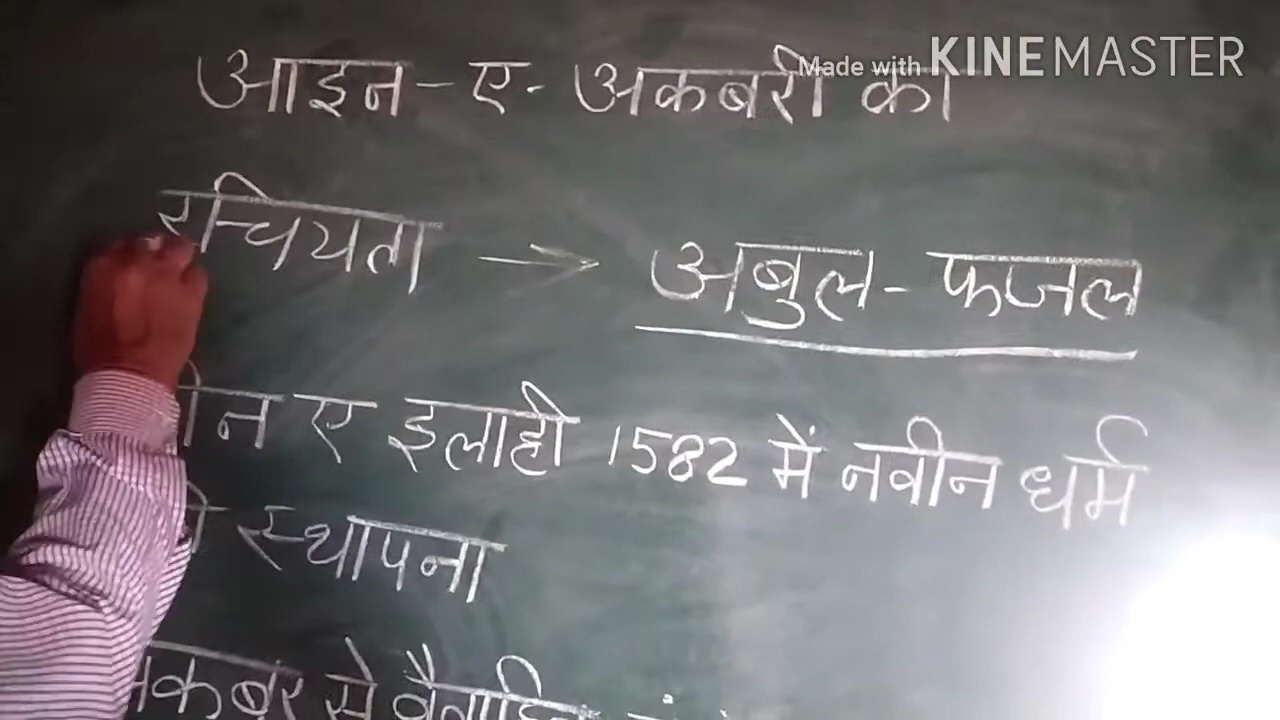 Made with KINEMASTER
आइन-ए-अकबरी का
रचियता → अबुल-फजल
ीन ए इलाही 1582 में नवीन धर्म
स्थापना
अकबर से वैवाहिक